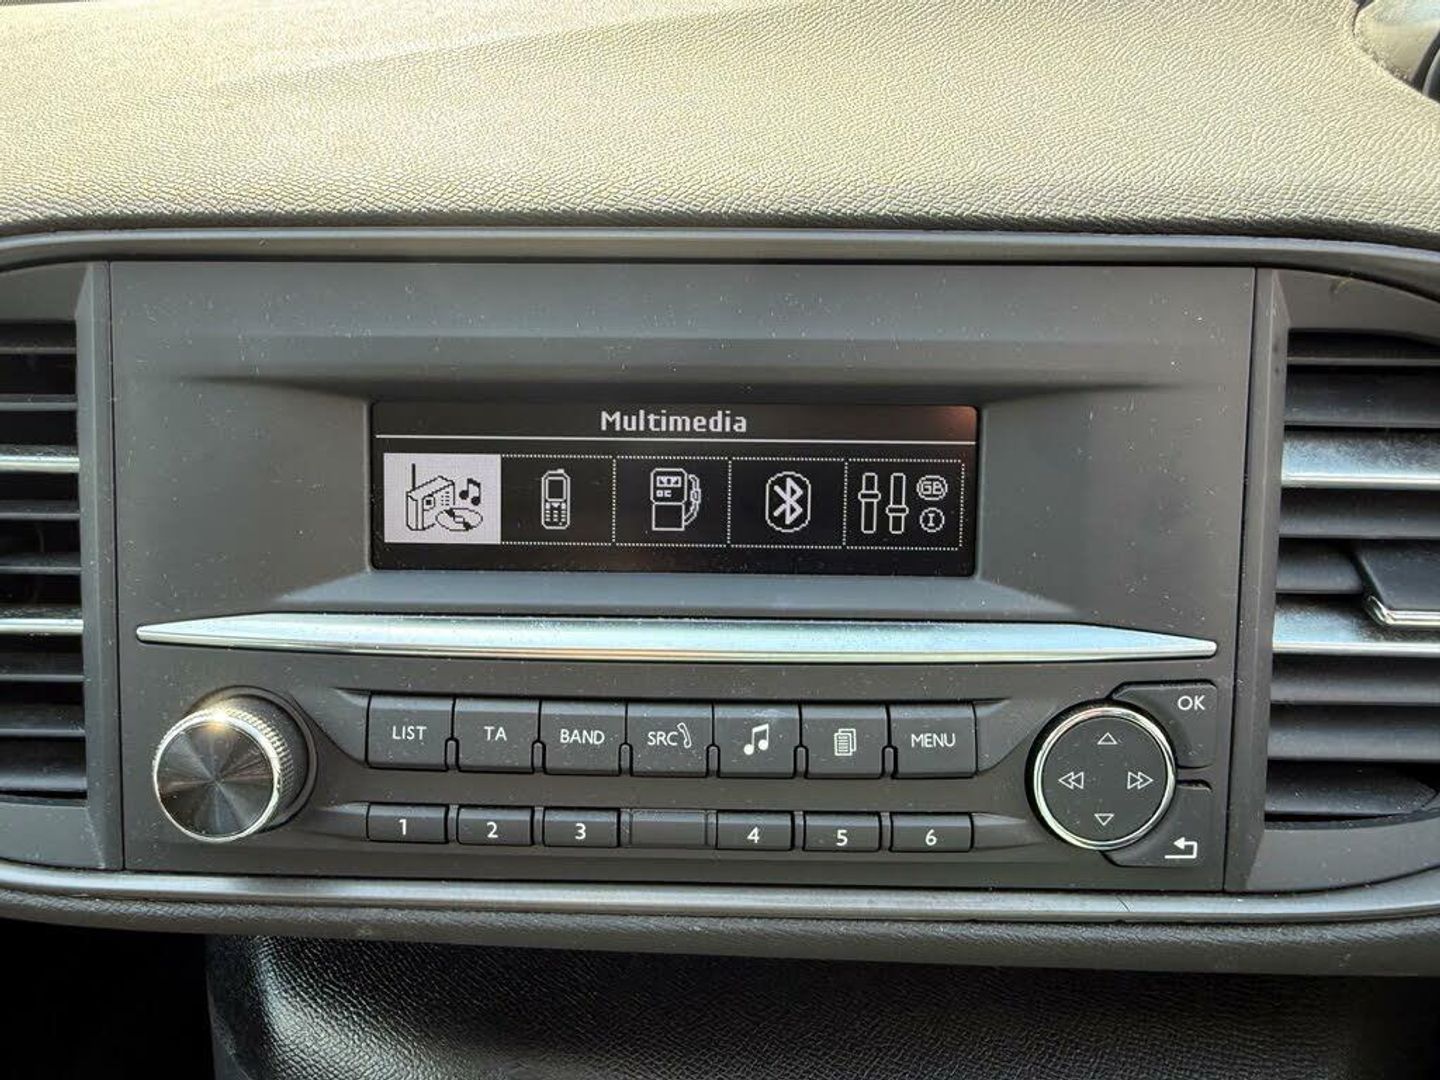 Multimedia
GB
I
OK
LIST TA BAND SRC MENU
1 2 3 4 5 6